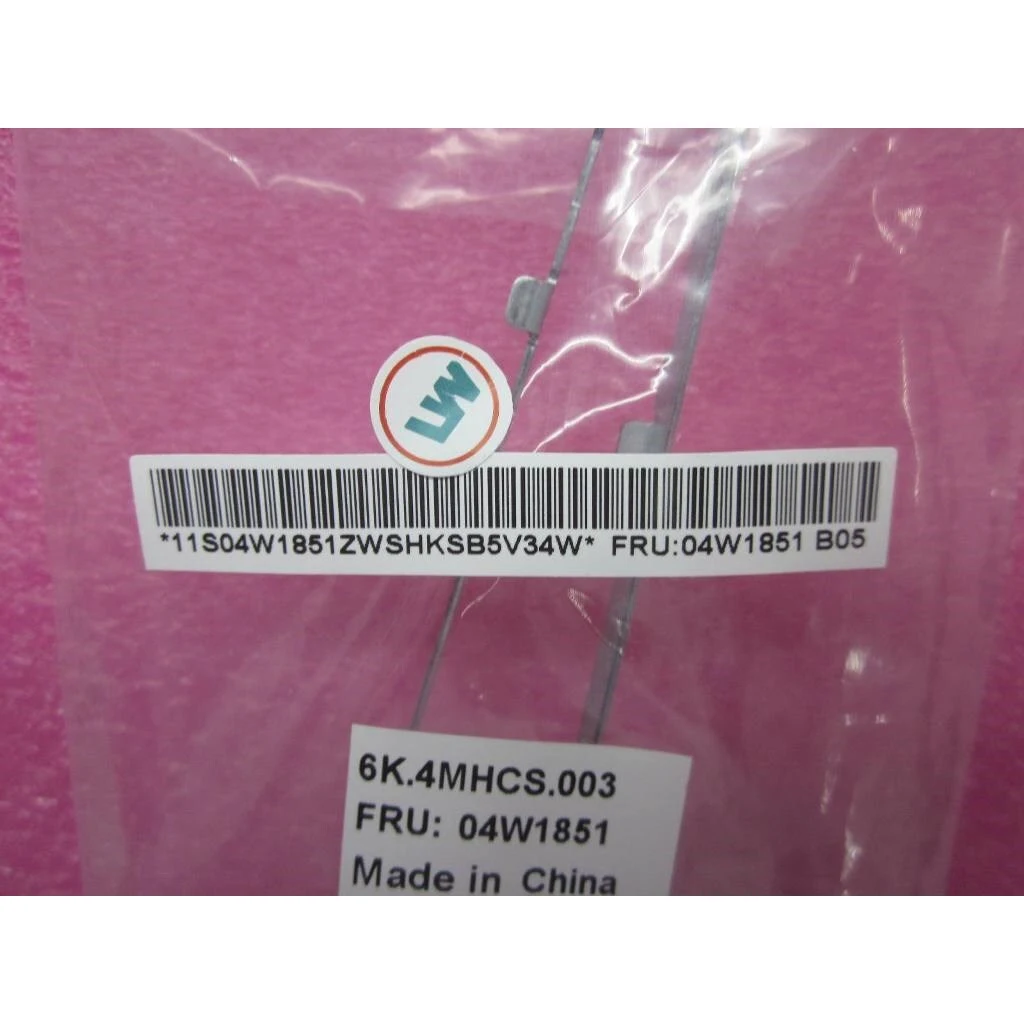 LW
*11S04W1851ZWSHKSB5V34W* FRU:04W1851 B05
6K.4MHCS.003
FRU: 04W1851
Made in China